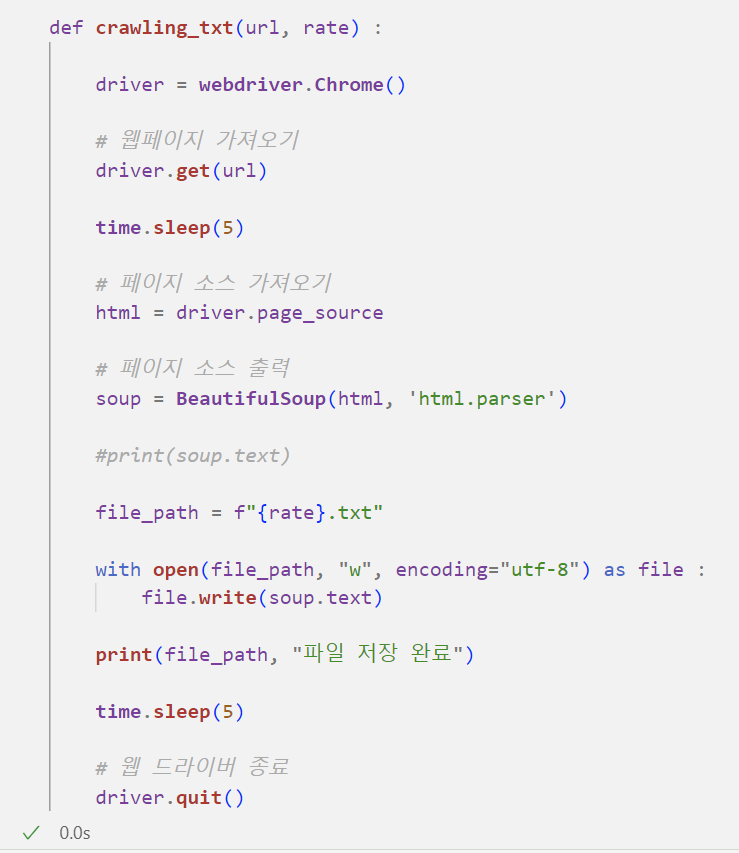 def crawling_txt(url, rate) :
driver = webdriver.Chrome()
# 웹페이지 가져오기
driver.get(url)
time.sleep(5)
# 페이지 소스 가져오기
html = driver.page_source
# 페이지 소스 출력
soup = BeautifulSoup(html, 'html.parser')
#print(soup.text)
file_path = f"{rate}.txt"
with open(file_path, "w", encoding="utf-8") as file :
file.write(soup.text)
print(file_path, "파일 저장 완료")
time.sleep(5)
# 웹 드라이버 종료
driver.quit()
0.0s